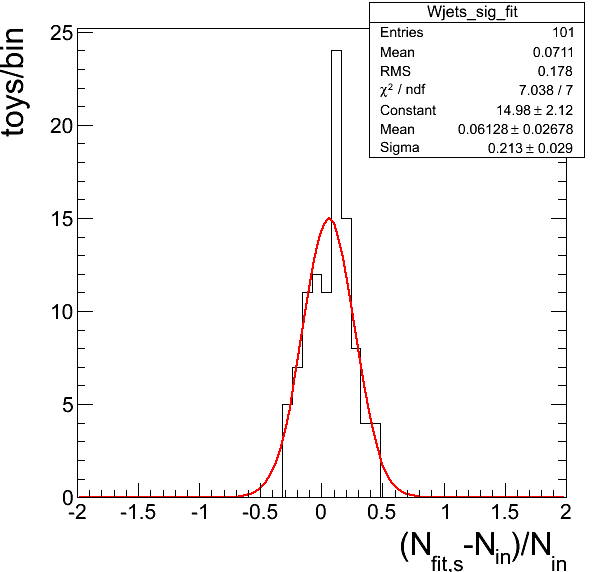 Wjets_sig_fit
Entries 101
Mean 0.0711
RMS 0.178
χ² / ndf 7.038 / 7
Constant 14.98 ± 2.12
Mean 0.06128 ± 0.02678
Sigma 0.213 ± 0.029
toys/bin
25
20
15
10
5
0
-2 -1.5 -1 -0.5 0 0.5 1 1.5 2
(N_fit,s-N_in)/N_in